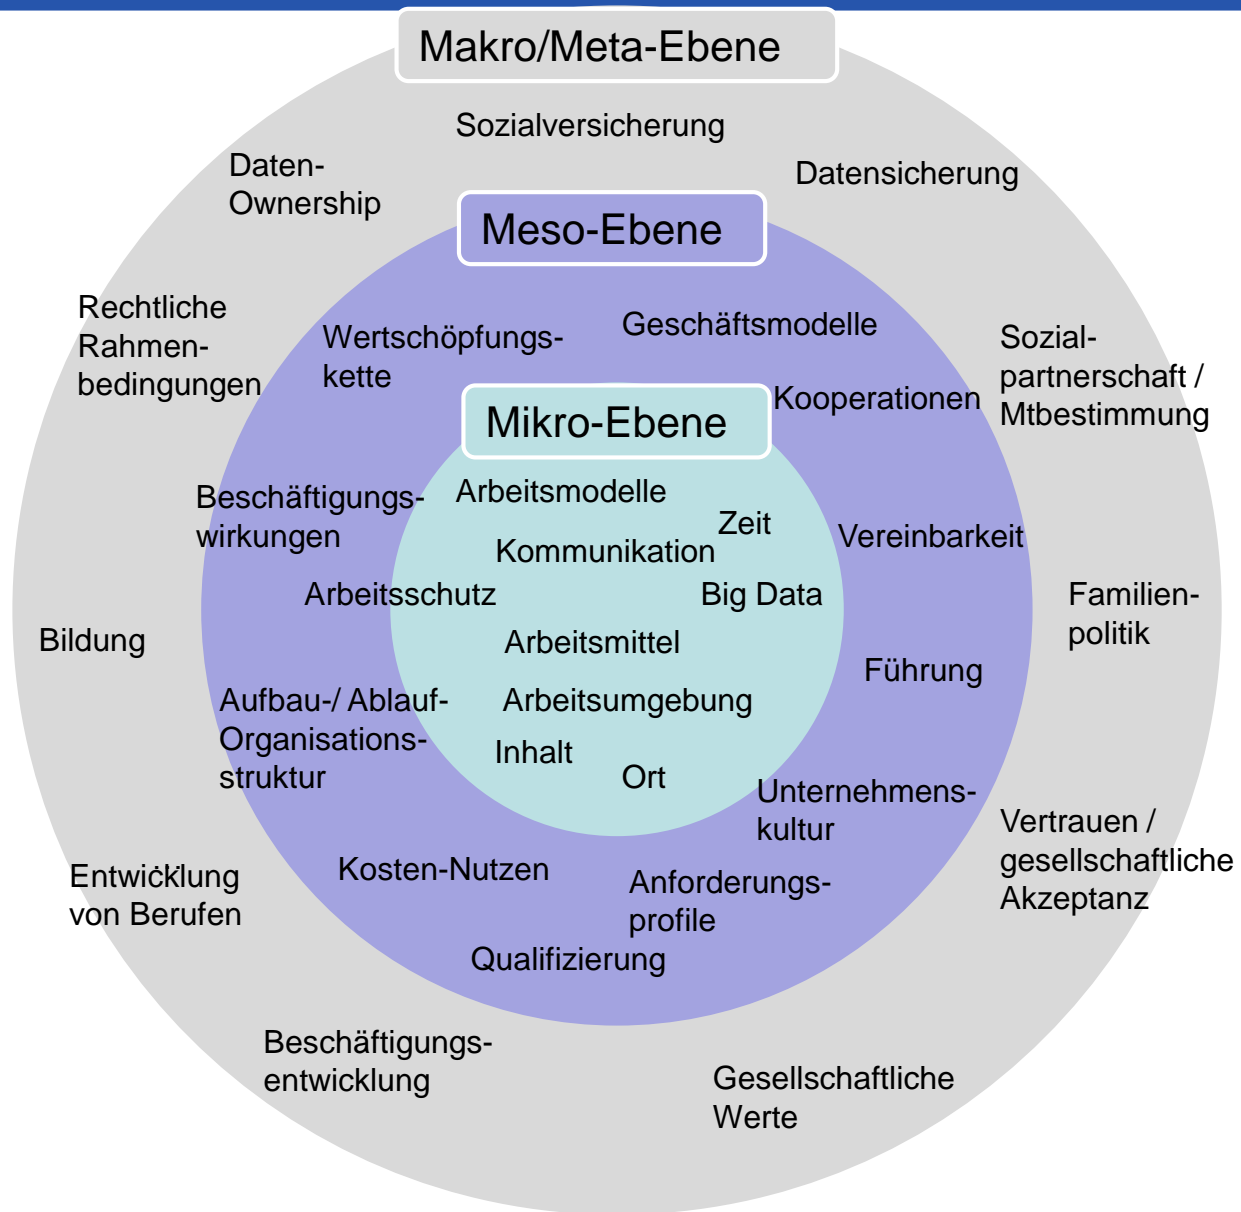 Makro/Meta-Ebene
Sozialversicherung
Daten-
Ownership
Datensicherung
Meso-Ebene
Rechtliche
Rahmen-
bedingungen
Wertschöpfungs-
kette
Geschäftsmodelle
Kooperationen
Sozial-
partnerschaft /
Mtbestimmung
Mikro-Ebene
Beschäftigungs-
wirkungen
Arbeitsmodelle
Zeit
Kommunikation
Vereinbarkeit
Arbeitsschutz
Big Data
Familien-
politik
Bildung
Arbeitsmittel
Führung
Aufbau-/ Ablauf-
Organisations-
struktur
Arbeitsumgebung
Inhalt
Ort
Unternehmens-
kultur
Vertrauen /
gesellschaftliche
Akzeptanz
Entwicklung
von Berufen
Kosten-Nutzen
Anforderungs-
profile
Qualifizierung
Beschäftigungs-
entwicklung
Gesellschaftliche
Werte